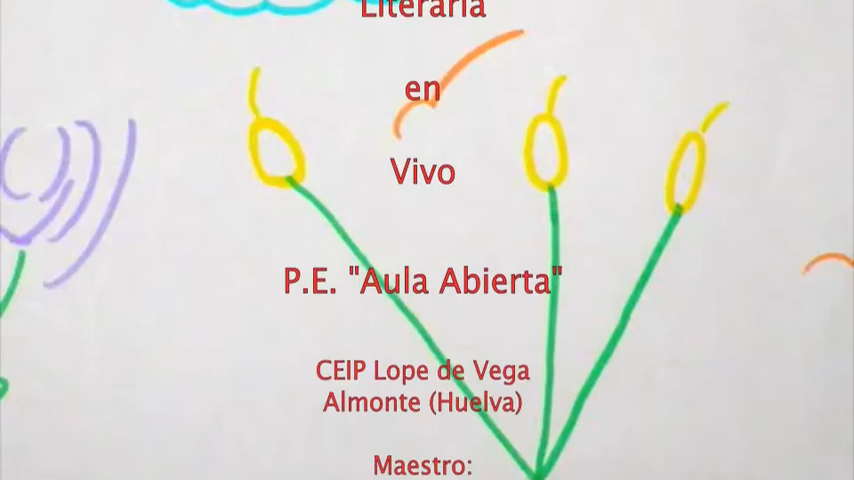 Literaria
en
Vivo
P.E. "Aula Abierta"
CEIP Lope de Vega
Almonte (Huelva)
Maestro: